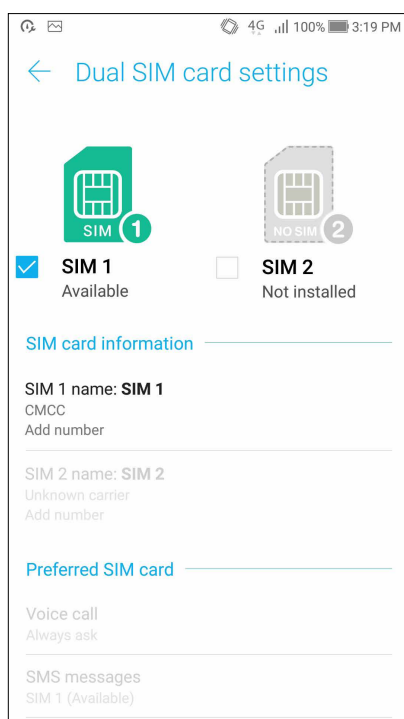 4G 100% 3:19 PM
Dual SIM card settings
SIM 1 NO SIM 2
SIM 1 SIM 2
Available Not installed
SIM card information
SIM 1 name: SIM 1
CMCC
Add number
SIM 2 name: SIM 2
Unknown carrier
Add number
Preferred SIM card
Voice call
Always ask
SMS messages
SIM 1 (Available)